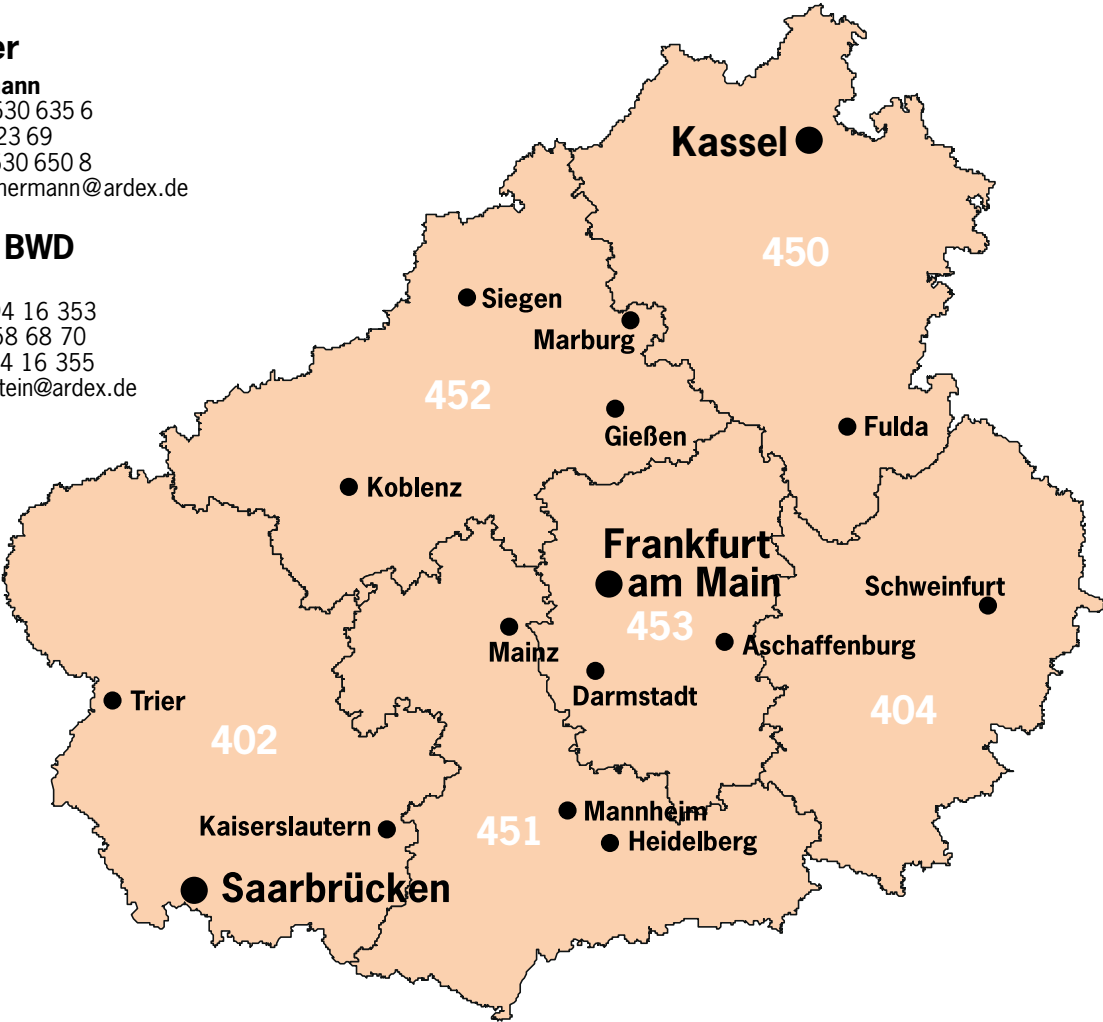 er
ann
530 635 6
23 69
530 650 8
nermann@ardex.de
BWD
04 16 353
58 68 70
4 16 355
tein@ardex.de
Kassel
450
Siegen
Marburg
452
Gießen
Fulda
Koblenz
Frankfurt
am Main
Schweinfurt
453
Mainz
Aschaffenburg
Darmstadt
Trier
404
402
Mannheim
Kaiserslautern
451
Heidelberg
Saarbrücken